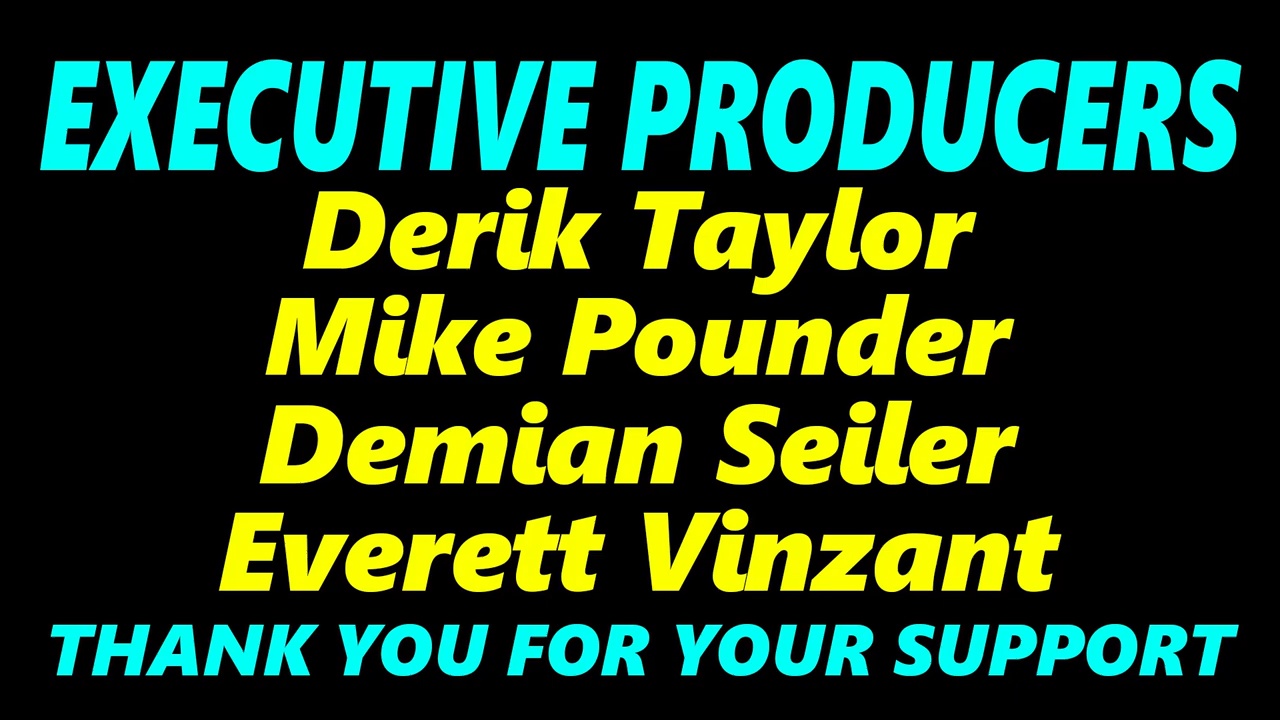 EXECUTIVE PRODUCERS
Derik Taylor
Mike Pounder
Demian Seiler
Everett Vinzant
THANK YOU FOR YOUR SUPPORT